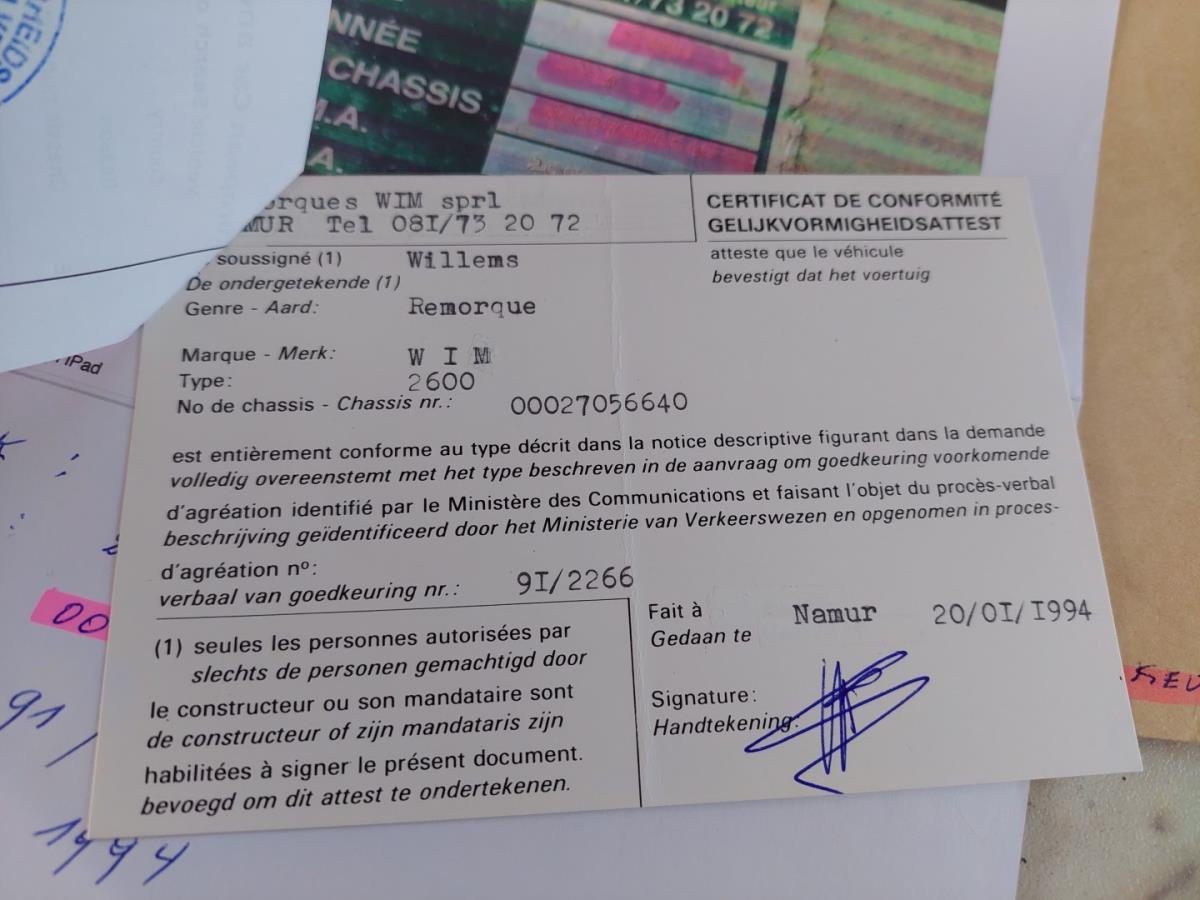 73 20 72
NNÉE
CHASSIS
M.A.
A.
orques WIM sprl
MUR Tel 08I/73 20 72
CERTIFICAT DE CONFORMITÉ
GELIJKVORMIGHEIDSATTEST
atteste que le véhicule
bevestigt dat het voertuig
soussigné (1) Willems
De ondergetekende (1)
Genre - Aard: Remorque
Marque - Merk: W I M
Type: 2600
No de chassis - Chassis nr.: 00027056640
est entièrement conforme au type décrit dans la notice descriptive figurant dans la demande
volledig overeenstemt met het type beschreven in de aanvraag om goedkeuring voorkomende
d'agréation identifié par le Ministère des Communications et faisant l'objet du procès-verbal
beschrijving geïdentificeerd door het Ministerie van Verkeerswezen en opgenomen in proces-
d'agréation nº:
verbaal van goedkeuring nr.: 9I/2266
(1) seules les personnes autorisées par
slechts de personen gemachtigd door
le constructeur ou son mandataire sont
de constructeur of zijn mandataris zijn
habilitées à signer le présent document.
bevoegd om dit attest te ondertekenen.
Fait à Namur 20/0I/I994
Gedaan te
Signature:
Handtekening:
iPad
00
91/
1994